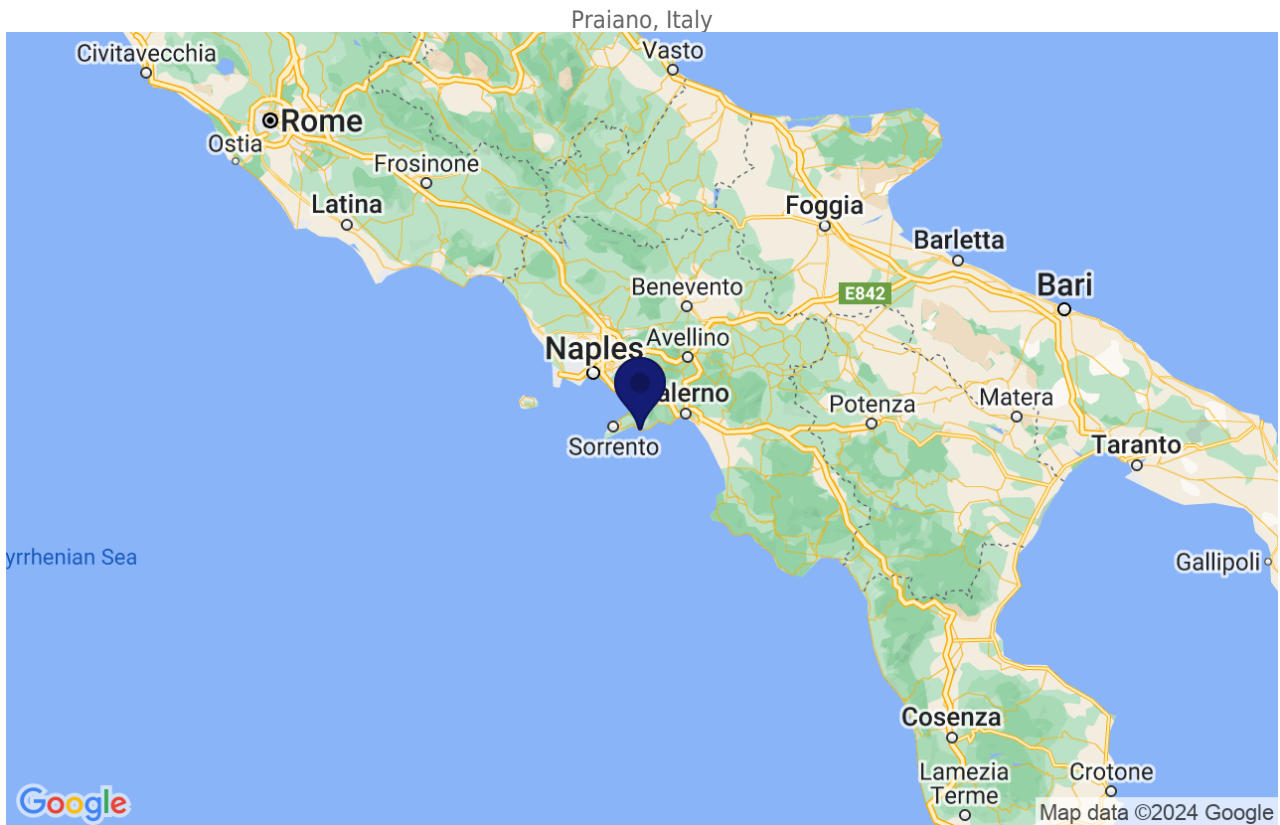 Praiano, Italy
Civitavecchia
Vasto
Rome
Ostia
Frosinone
Latina
Foggia
Barletta
Benevento
E842
Bari
Naples
Avellino
alerno
Potenza
Matera
Sorrento
Taranto
yrrhenian Sea
Gallipoli
Cosenza
Lamezia
Terme
Crotone
Google
Map data ©2024 Google